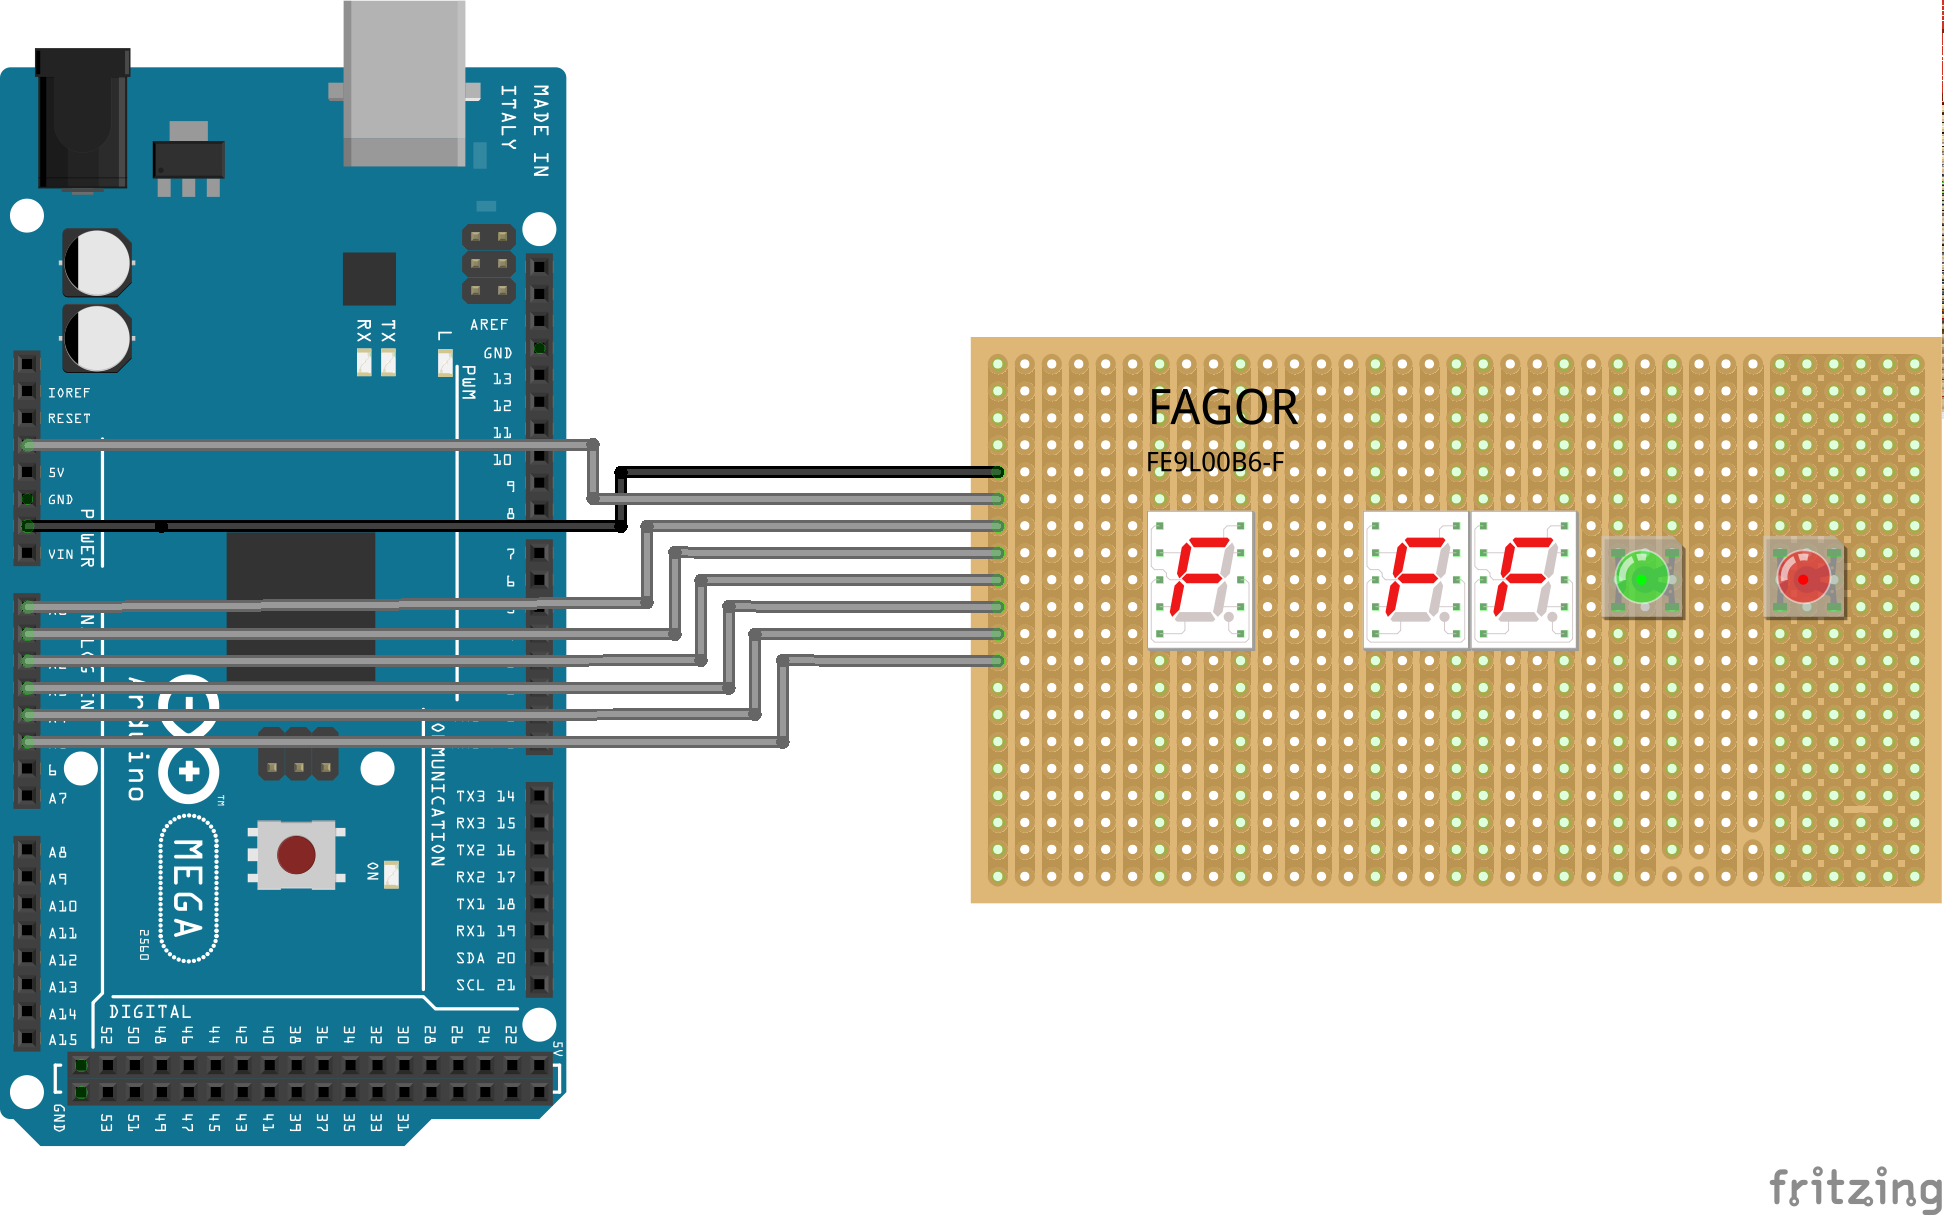 MADE IN
ITALY
RX
TX
L
AREF
GND
PWM
13
12
11
10
9
8
7
6
IOREF
RESET
5V
GND
VIN
POWER
A7
A8
A9
A10
A11
A12
A13
A14
A15
Arduino
TM
MEGA
2560
ON
TX3 14
RX3 15
TX2 16
RX2 17
TX1 18
RX1 19
SDA 20
SCL 21
DIGITAL
52 50 48 46 44 42 40 38 36 34 32 30 28 26 24 22
5V
GND
53 51 49 47 45 43 41 39 37 35 33 31
FAGOR
FE9L00B6-F
F
F F
fritzing